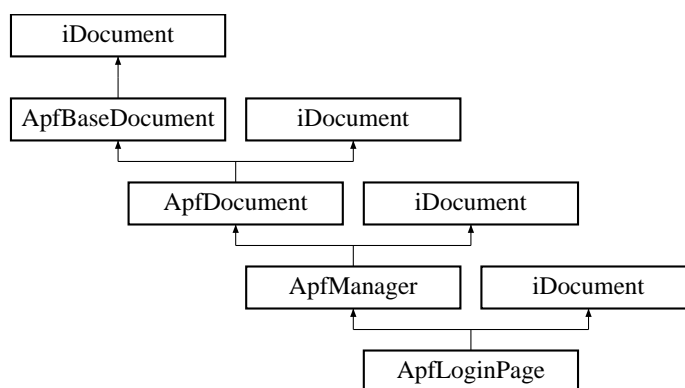 iDocument
ApfBaseDocument
iDocument
ApfDocument
iDocument
ApfManager
iDocument
ApfLoginPage